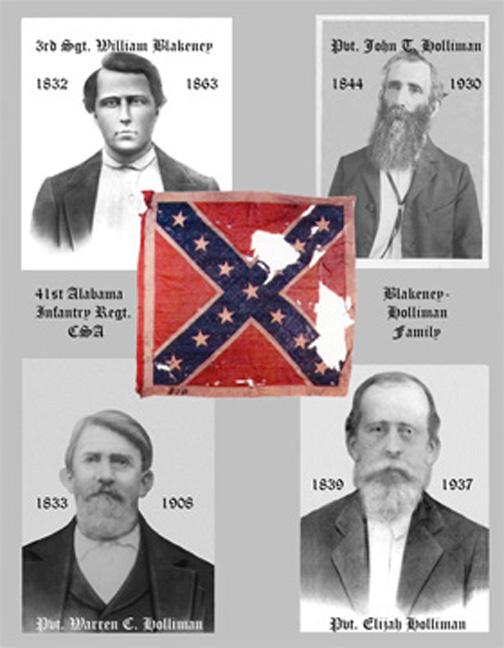 3rd Sgt. William Blakeney
1832 1863
Pvt. John T. Holliman
1844 1930
41st Alabama
Infantry Regt.
CSA
Blakeney-
Holliman
Family
1833 1908
Pvt. Warren C. Holliman
1839 1937
Pvt. Elijah Holliman